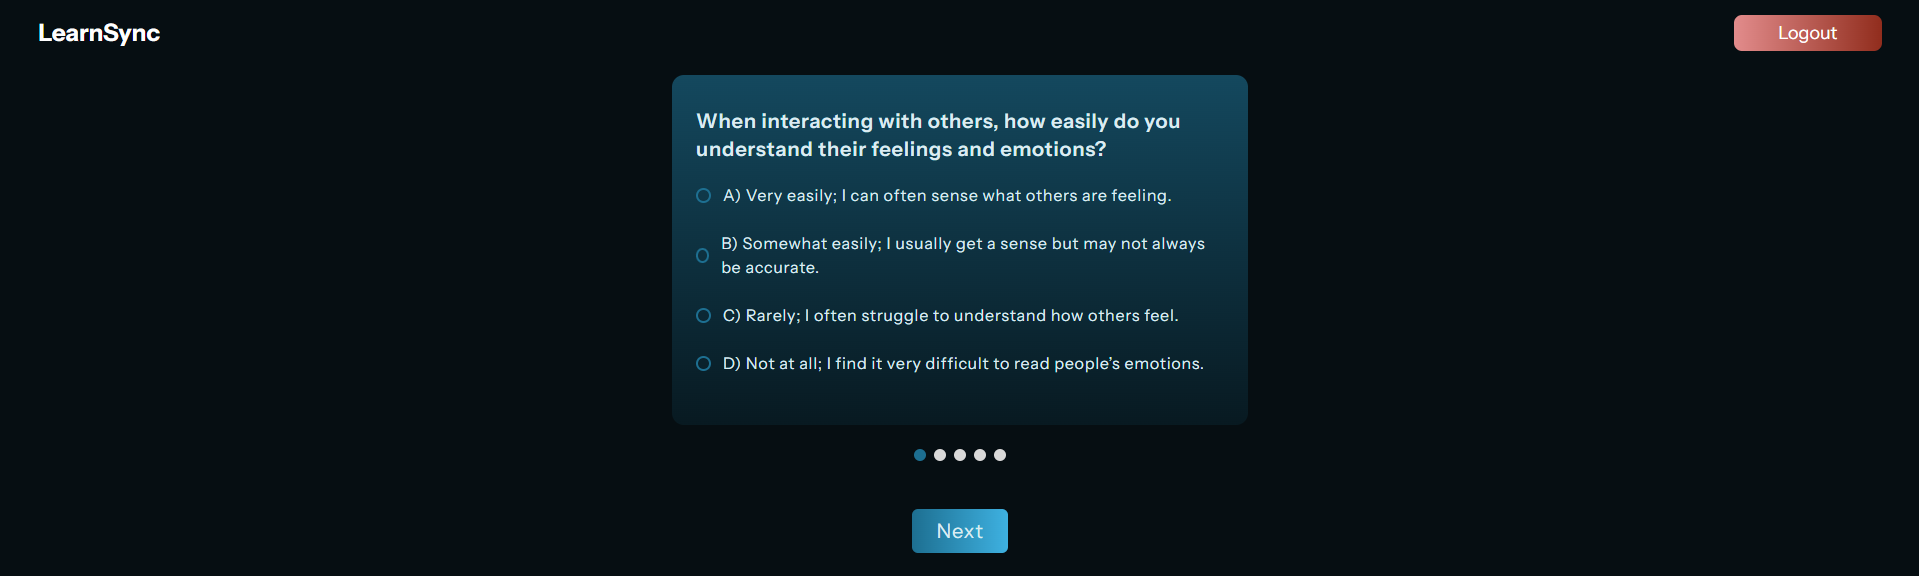 LearnSync
Logout
When interacting with others, how easily do you
understand their feelings and emotions?
A) Very easily; I can often sense what others are feeling.
B) Somewhat easily; I usually get a sense but may not always
be accurate.
C) Rarely; I often struggle to understand how others feel.
D) Not at all; I find it very difficult to read people’s emotions.
Next